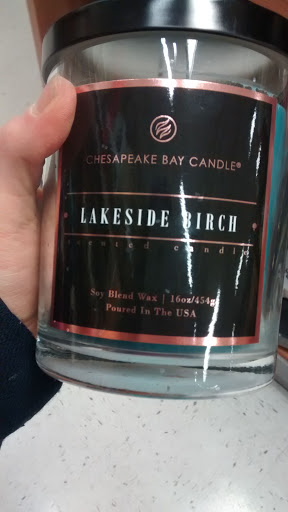 CHESAPEAKE BAY CANDLE®
LAKESIDE BIRCH
scented candle
Soy Blend Wax | 16oz/454g
Poured In The USA